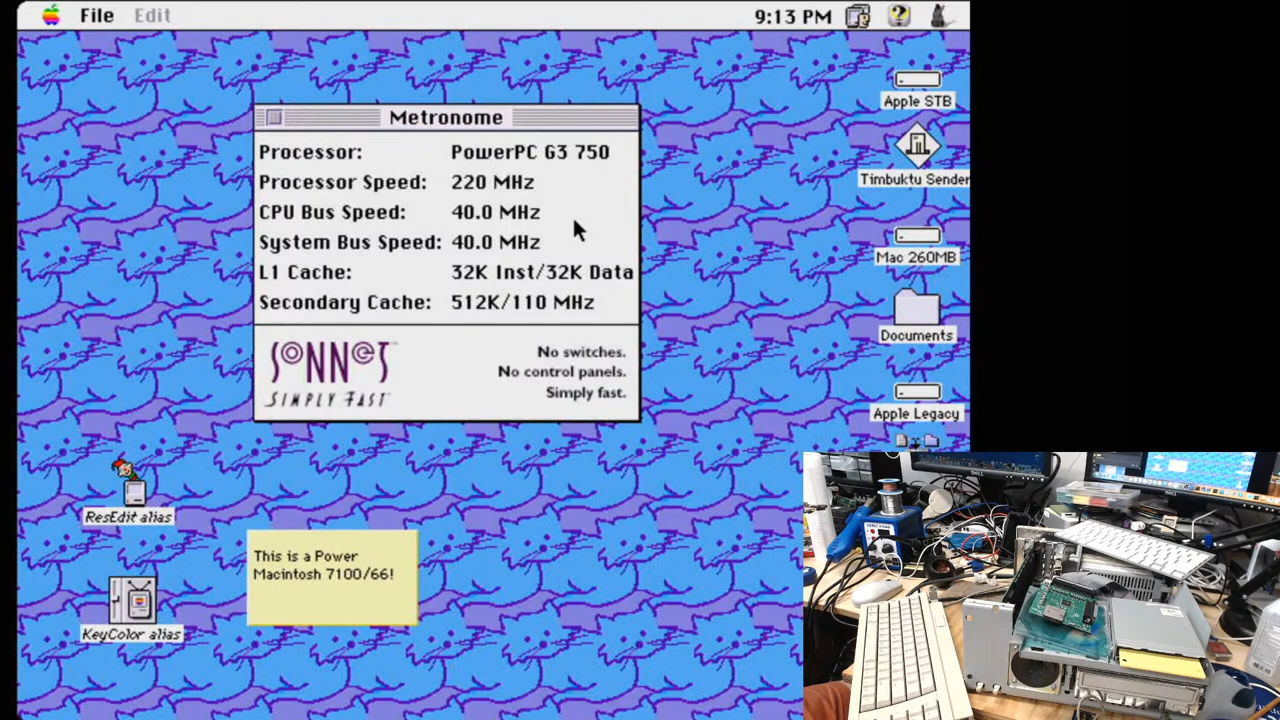 File Edit 9:13 PM
Metronome
Processor: PowerPC G3 750
Processor Speed: 220 MHz
CPU Bus Speed: 40.0 MHz
System Bus Speed: 40.0 MHz
L1 Cache: 32K Inst/32K Data
Secondary Cache: 512K/110 MHz
SONNET
SIMPLY FAST
No switches.
No control panels.
Simply fast.
Apple STB
Timbuktu Sender
Mac 260MB
Documents
Apple Legacy
ResEdit alias
KeyColor alias
This is a Power
Macintosh 7100/66!
DELL
DELL